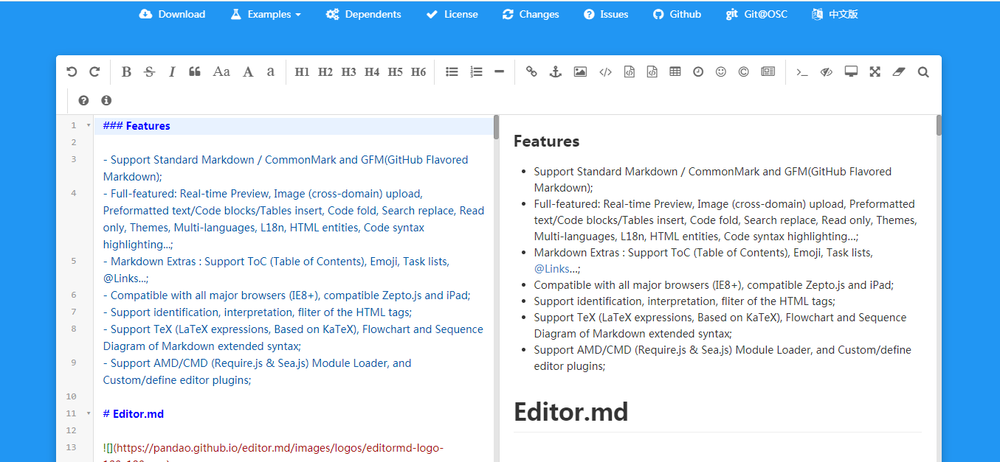 Download Examples Dependents License Changes Issues Github git Git@OSC 中文版
B S I Aa A a H1 H2 H3 H4 H5 H6
1 ### Features
2
3 - Support Standard Markdown / CommonMark and GFM(GitHub Flavored
Markdown);
4 - Full-featured: Real-time Preview, Image (cross-domain) upload,
Preformatted text/Code blocks/Tables insert, Code fold, Search replace, Read
only, Themes, Multi-languages, L18n, HTML entities, Code syntax
highlighting...;
5 - Markdown Extras : Support ToC (Table of Contents), Emoji, Task lists,
@Links...;
6 - Compatible with all major browsers (IE8+), compatible Zepto.js and iPad;
7 - Support identification, interpretation, fliter of the HTML tags;
8 - Support TeX (LaTeX expressions, Based on KaTeX), Flowchart and Sequence
Diagram of Markdown extended syntax;
9 - Support AMD/CMD (Require.js & Sea.js) Module Loader, and
Custom/define editor plugins;
10
11 # Editor.md
12
13 ![](https://pandao.github.io/editor.md/images/logos/editormd-logo-
Features
• Support Standard Markdown / CommonMark and GFM(GitHub Flavored
Markdown);
• Full-featured: Real-time Preview, Image (cross-domain) upload, Preformatted
text/Code blocks/Tables insert, Code fold, Search replace, Read only, Themes,
Multi-languages, L18n, HTML entities, Code syntax highlighting...;
• Markdown Extras : Support ToC (Table of Contents), Emoji, Task lists,
@Links...;
• Compatible with all major browsers (IE8+), compatible Zepto.js and iPad;
• Support identification, interpretation, fliter of the HTML tags;
• Support TeX (LaTeX expressions, Based on KaTeX), Flowchart and Sequence
Diagram of Markdown extended syntax;
• Support AMD/CMD (Require.js & Sea.js) Module Loader, and Custom/define
editor plugins;
Editor.md